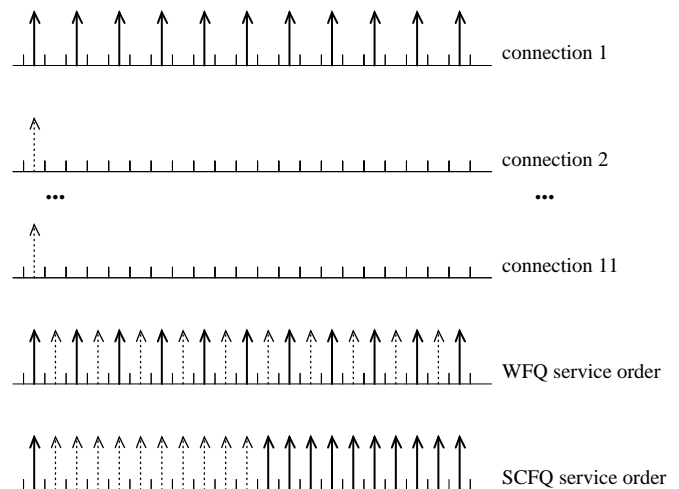 connection 1
connection 2
... ...
connection 11
WFQ service order
SCFQ service order